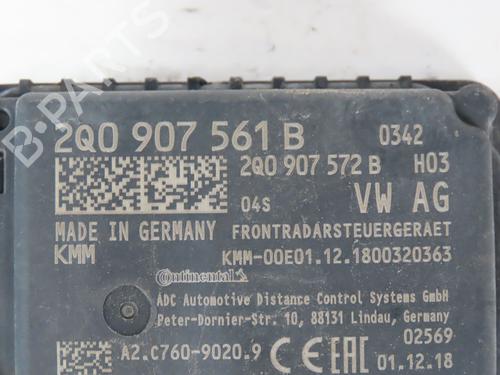 B-PARTS
2Q0 907 561 B 0342
2Q0 907 572 B H03
04S VW AG
MADE IN GERMANY FRONTRADARSTEUERGERAET
KMM KMM-00E01.12.1800320363
Continental
ADC Automotive Distance Control Systems GmbH
Peter-Dornier-Str. 10, 88131 Lindau, Germany
02569
A2.C760-9020.9 CE EAC 01.12.18